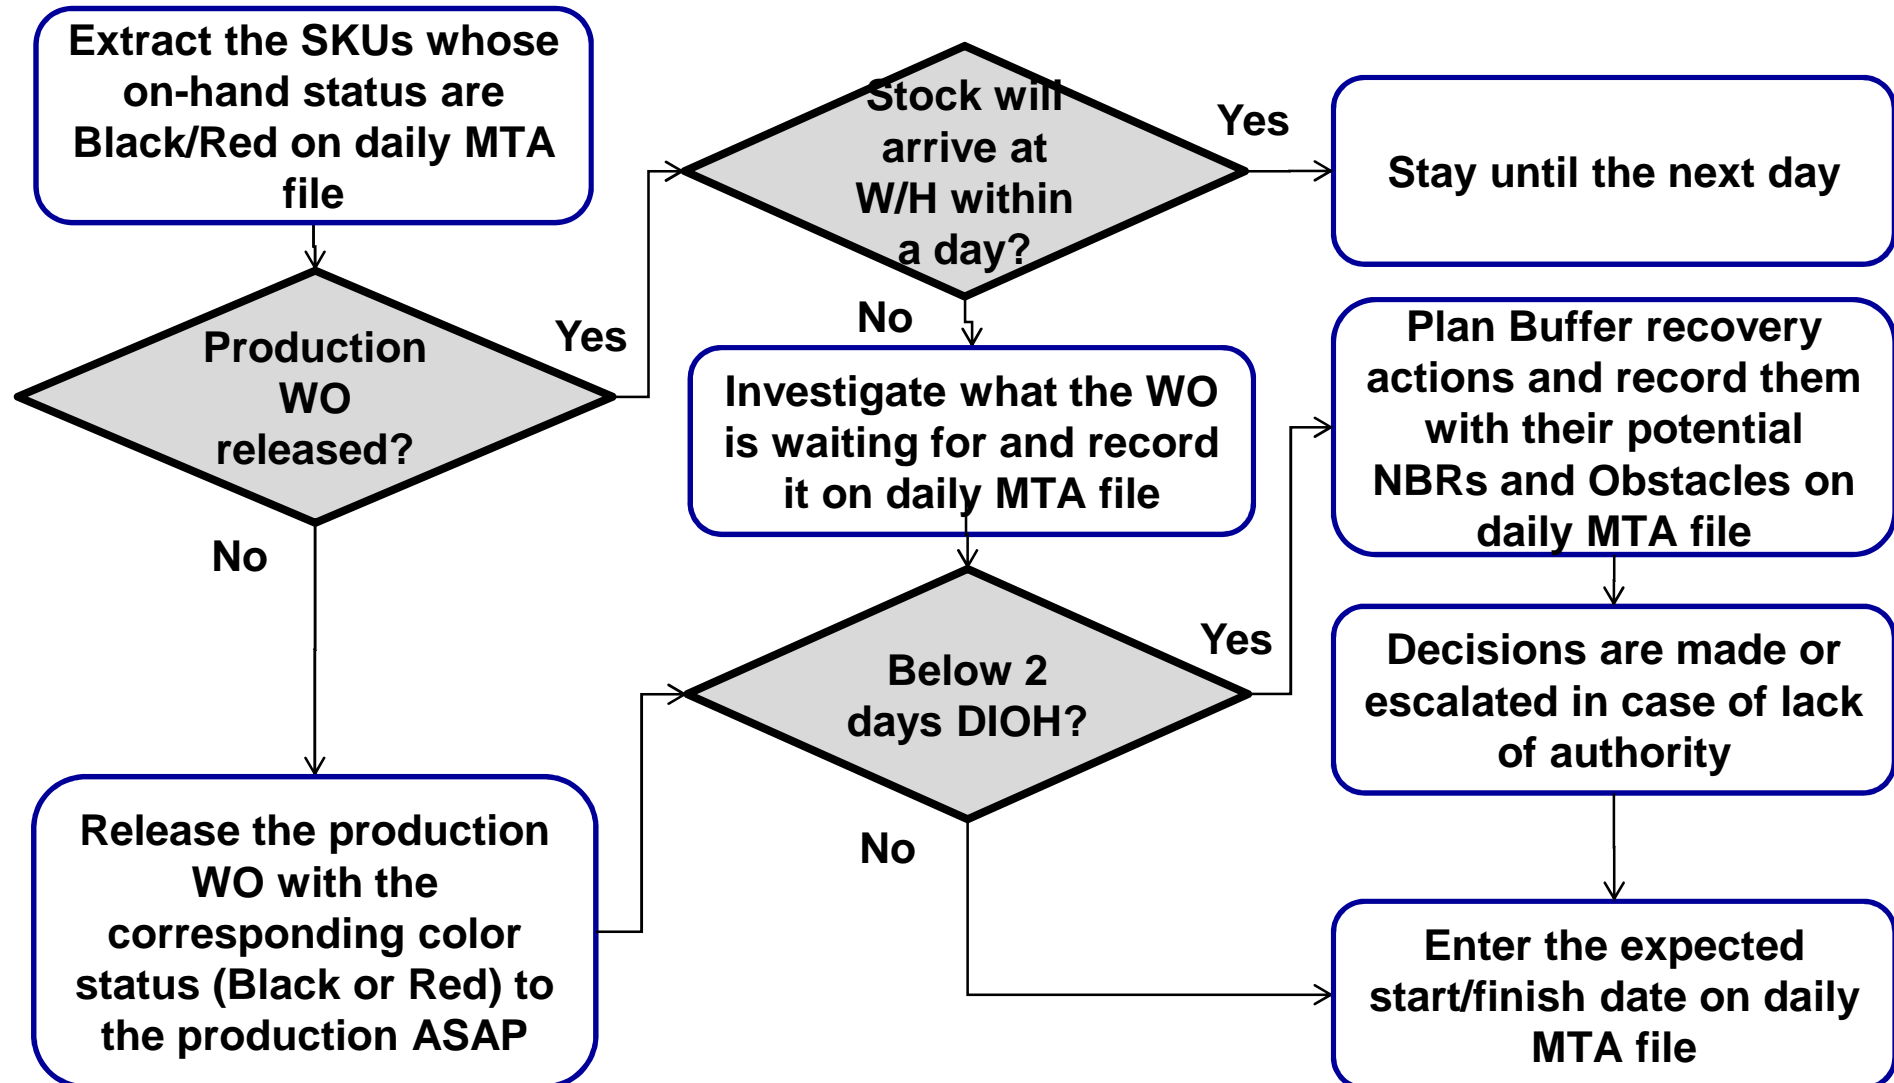 Extract the SKUs whose
on-hand status are
Black/Red on daily MTA
file
Production
WO
released?
Yes
No
Release the production
WO with the
corresponding color
status (Black or Red) to
the production ASAP
Stock will
arrive at
W/H within
a day?
Yes
No
Stay until the next day
Investigate what the WO
is waiting for and record
it on daily MTA file
Below 2
days DIOH?
Yes
No
Plan Buffer recovery
actions and record them
with their potential
NBRs and Obstacles on
daily MTA file
Decisions are made or
escalated in case of lack
of authority
Enter the expected
start/finish date on daily
MTA file